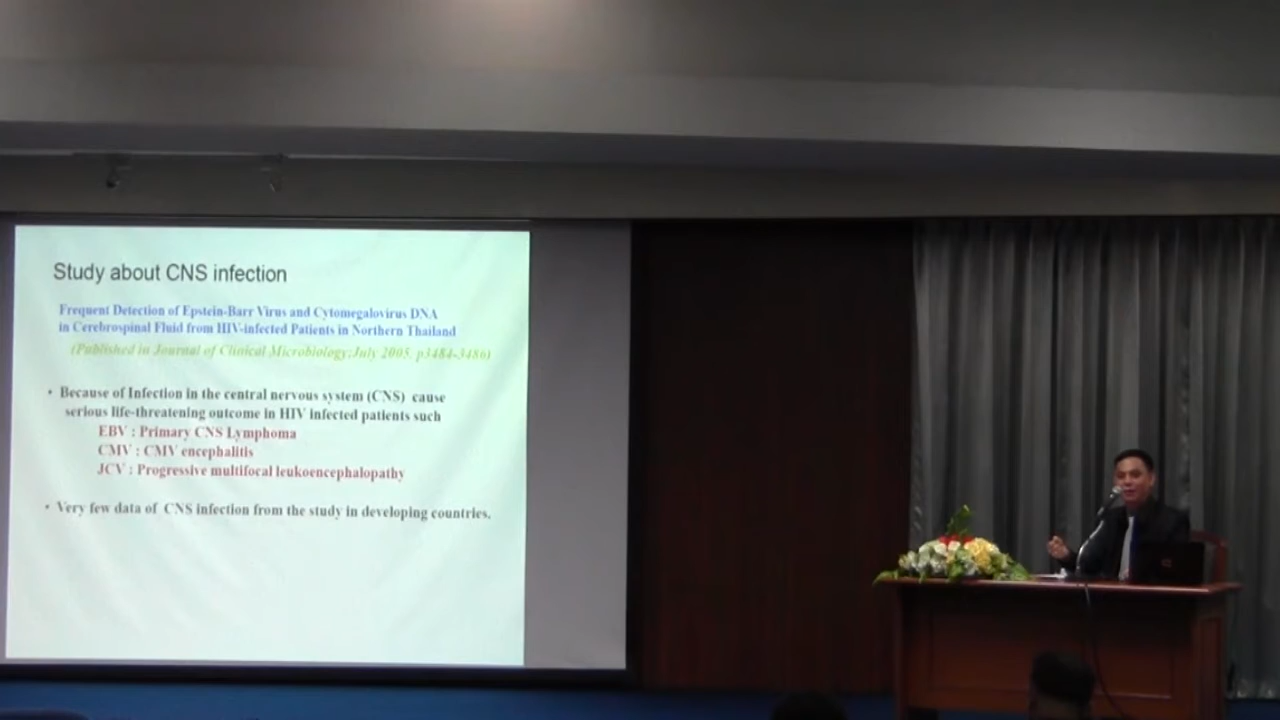 Study about CNS infection
Frequent Detection of Epstein-Barr Virus and Cytomegalovirus DNA
in Cerebrospinal Fluid from HIV-infected Patients in Northern Thailand
(Published in Journal of Clinical Microbiology:July 2005, p3484-3486)
• Because of Infection in the central nervous system (CNS) cause
serious life-threatening outcome in HIV infected patients such
EBV : Primary CNS Lymphoma
CMV : CMV encephalitis
JCV : Progressive multifocal leukoencephalopathy
• Very few data of CNS infection from the study in developing countries.